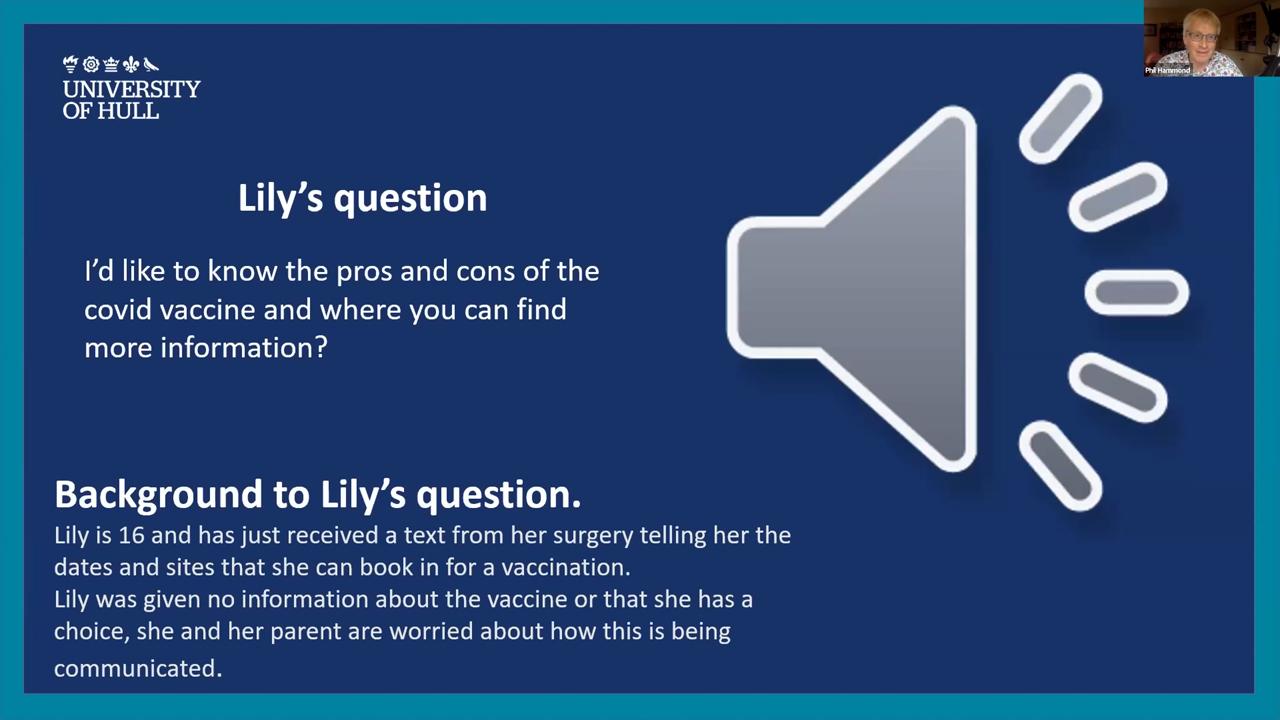 Phil Hammond
UNIVERSITY
OF HULL
Lily’s question
I’d like to know the pros and cons of the
covid vaccine and where you can find
more information?
Background to Lily’s question.
Lily is 16 and has just received a text from her surgery telling her the
dates and sites that she can book in for a vaccination.
Lily was given no information about the vaccine or that she has a
choice, she and her parent are worried about how this is being
communicated.